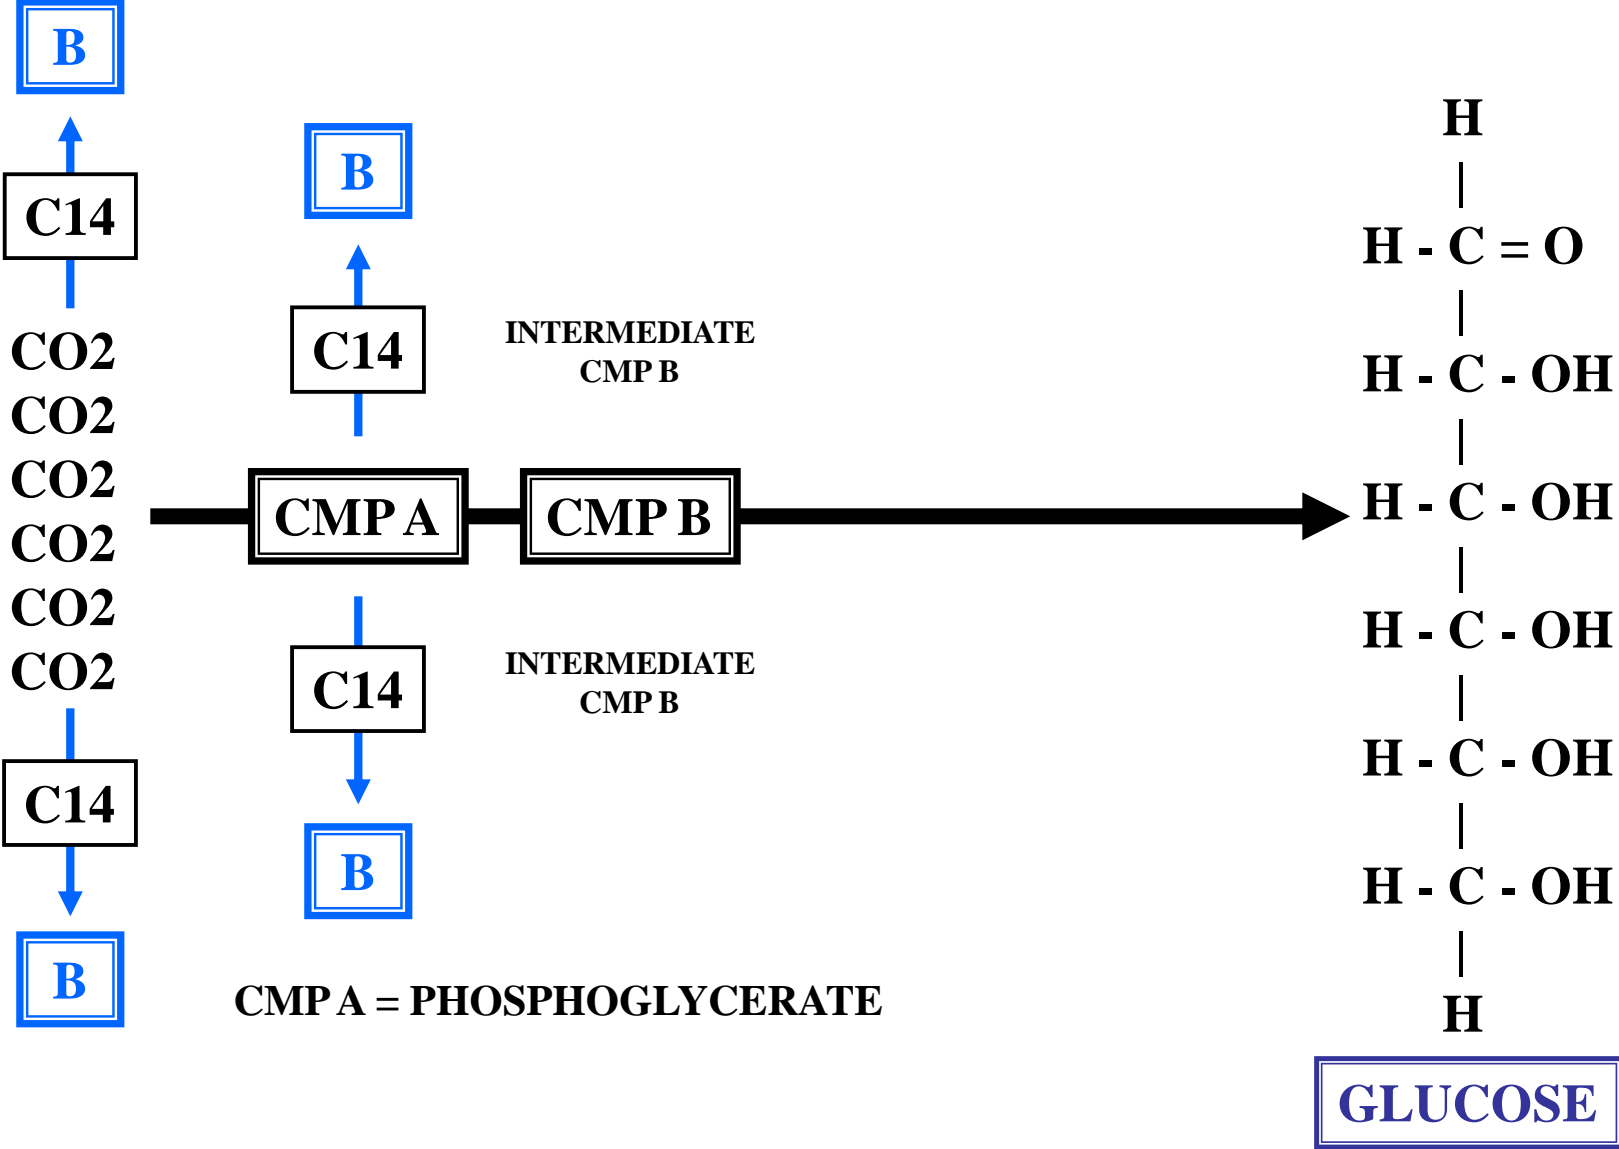 B
C14
CO2
CO2
CO2
CO2
CO2
CO2
C14
B
B
C14
INTERMEDIATE
CMP B
CMP A
CMP B
C14
INTERMEDIATE
CMP B
B
CMP A = PHOSPHOGLYCERATE
H
H - C = O
H - C - OH
H - C - OH
H - C - OH
H - C - OH
H - C - OH
H
GLUCOSE